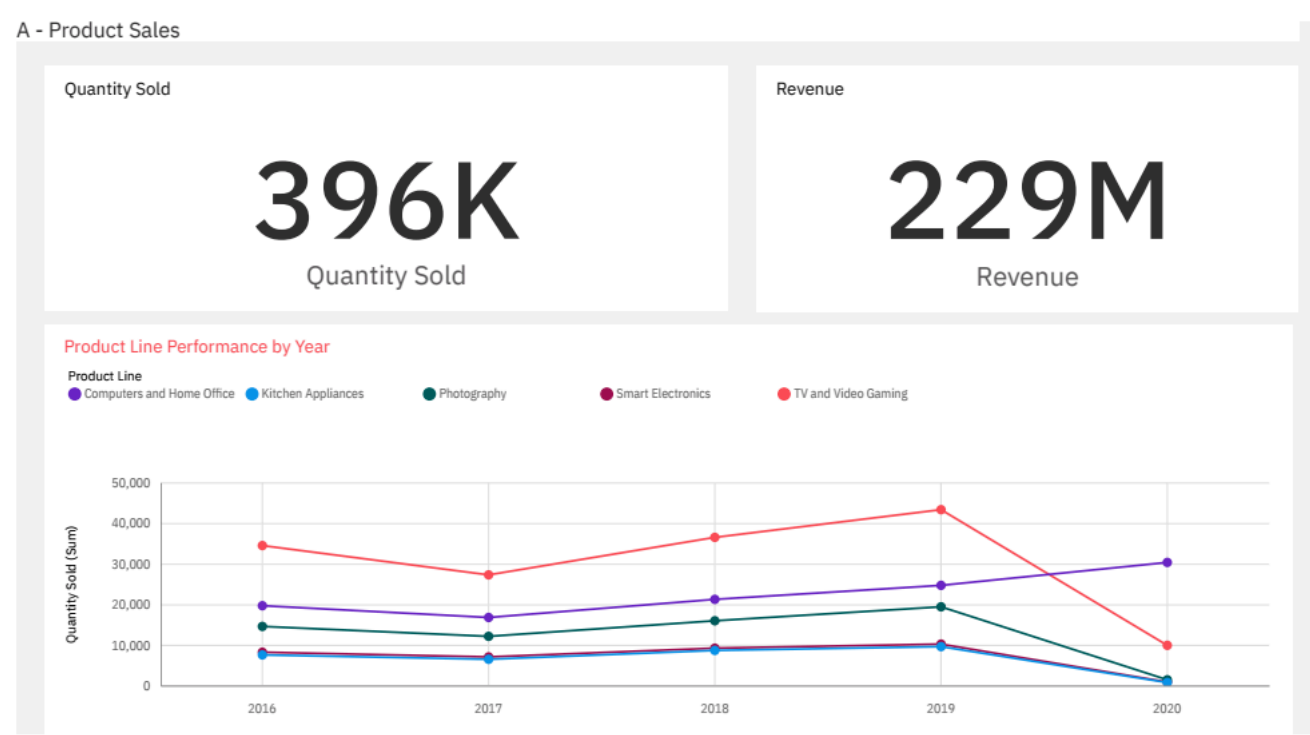 A - Product Sales
Quantity Sold
Revenue
396K
229M
Quantity Sold
Revenue
Product Line Performance by Year
Product Line
Computers and Home Office Kitchen Appliances Photography Smart Electronics TV and Video Gaming
Quantity Sold (Sum)
50,000
40,000
30,000
20,000
10,000
0
2016 2017 2018 2019 2020